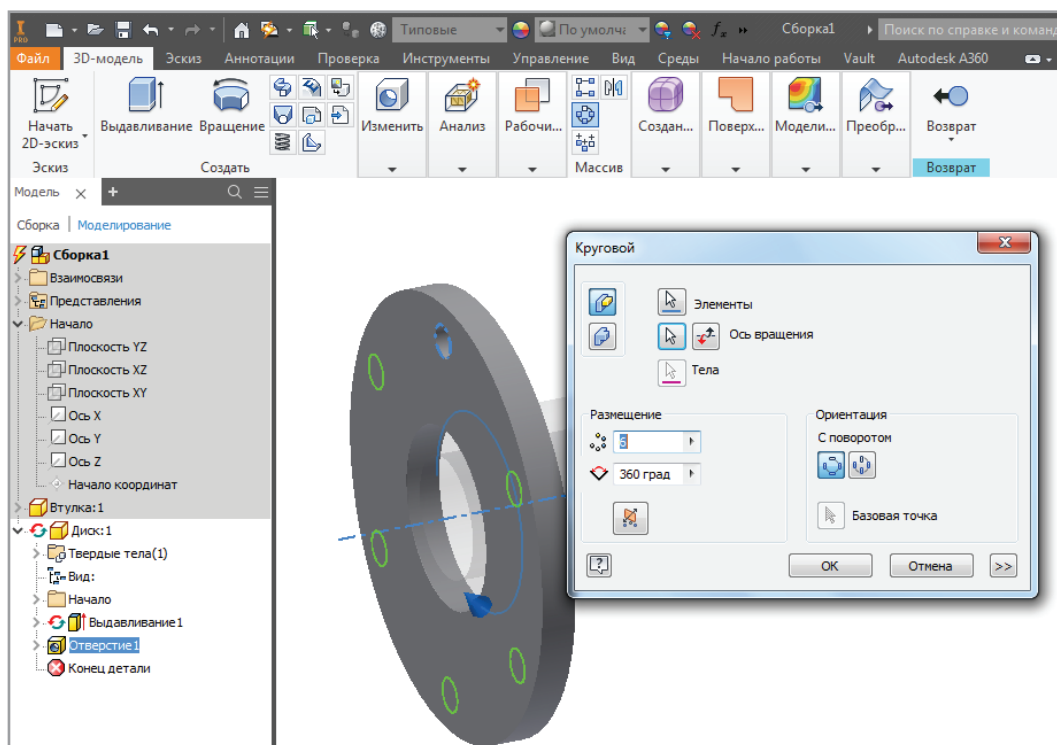 I PRO Типовые По умолча fx Сборка1 Поиск по справке и команд
Файл 3D-модель Эскиз Аннотации Проверка Инструменты Управление Вид Среды Начало работы Vault Autodesk A360
Начать
2D-эскиз
Выдавливание Вращение
Изменить Анализ Рабочи... Создан... Поверх... Модели... Преобр... Возврат
Эскиз Создать Массив Возврат
Модель × +
Сборка | Моделирование
Сборка1
Взаимосвязи
Представления
Начало
Плоскость YZ
Плоскость XZ
Плоскость XY
Ось X
Ось Y
Ось Z
Начало координат
Втулка:1
Диск:1
Твердые тела(1)
Вид:
Начало
Выдавливание1
Отверстие1
Конец детали
Круговой
Элементы
Ось вращения
Тела
Размещение
360 град
Ориентация
С поворотом
Базовая точка
? ОК Отмена >>